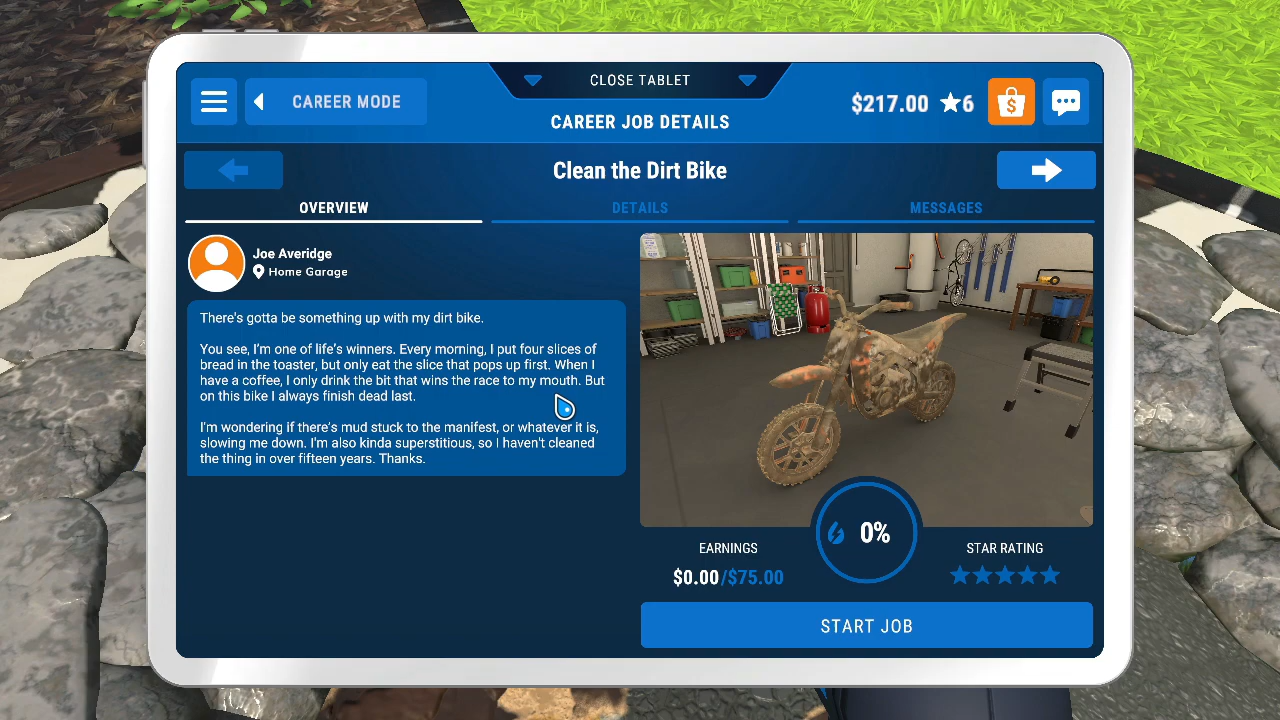 CLOSE TABLET
CAREER MODE
$217.00 ★6
CAREER JOB DETAILS
Clean the Dirt Bike
OVERVIEW
DETAILS
MESSAGES
Joe Averidge
Home Garage
There's gotta be something up with my dirt bike.
You see, I'm one of life's winners. Every morning, I put four slices of
bread in the toaster, but only eat the slice that pops up first. When I
have a coffee, I only drink the bit that wins the race to my mouth. But
on this bike I always finish dead last.
I'm wondering if there's mud stuck to the manifest, or whatever it is,
slowing me down. I'm also kinda superstitious, so I haven't cleaned
the thing in over fifteen years. Thanks.
EARNINGS
$0.00/$75.00
0%
STAR RATING
START JOB